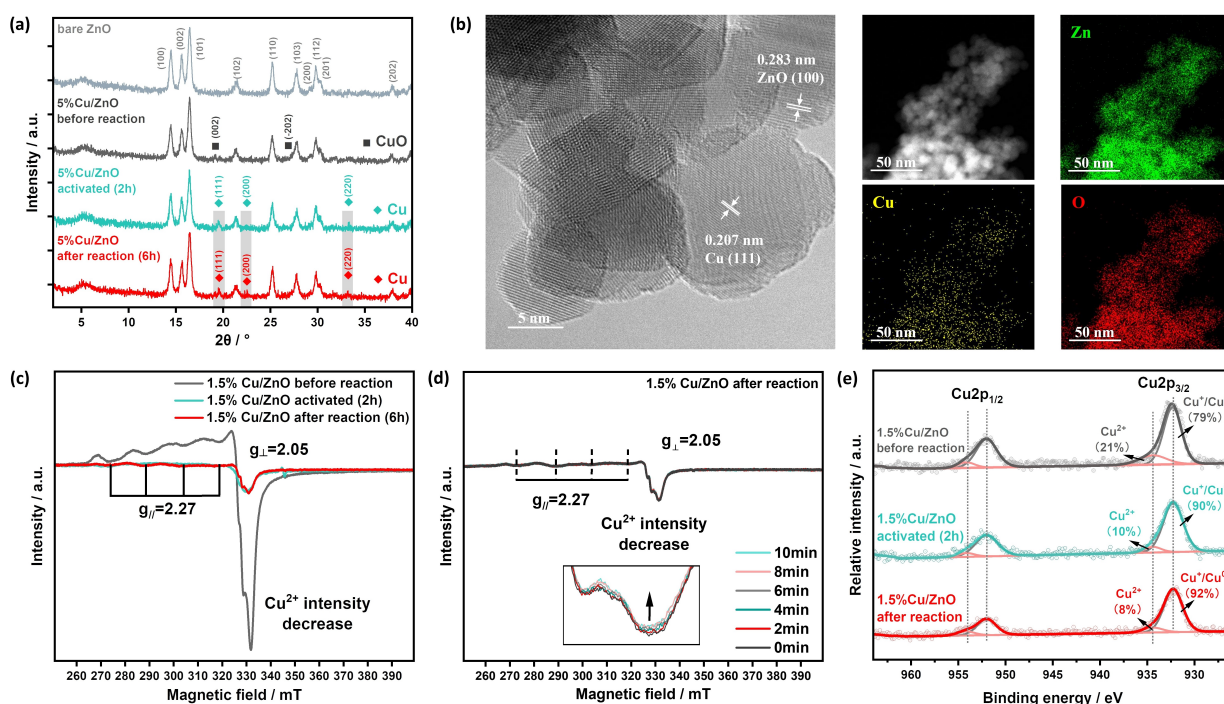 (a)
bare ZnO
(100)
(002)
(101)
(102)
(110)
(103)
(200)
(112)
(201)
(202)
5%Cu/ZnO
before reaction
(002)
(-202)
■ CuO
5%Cu/ZnO
activated (2h)
(111)
(200)
(220)
◆ Cu
5%Cu/ZnO
after reaction (6h)
(111)
(200)
(220)
◆ Cu
Intensity / a.u.
5 10 15 20 25 30 35 40
2θ / °
(b)
0.283 nm
ZnO (100)
0.207 nm
Cu (111)
5 nm
50 nm
Zn
50 nm
Cu
50 nm
O
50 nm
(c)
1.5% Cu/ZnO before reaction
1.5% Cu/ZnO activated (2h)
1.5% Cu/ZnO after reaction (6h)
g⊥=2.05
g//=2.27
Cu2+ intensity
decrease
Intensity / a.u.
260 270 280 290 300 310 320 330 340 350 360 370 380 390
Magnetic field / mT
(d)
1.5% Cu/ZnO after reaction
g⊥=2.05
g//=2.27
Cu2+ intensity
decrease
10min
8min
6min
4min
2min
0min
Intensity / a.u.
260 270 280 290 300 310 320 330 340 350 360 370 380 390
Magnetic field / mT
(e)
Cu2p1/2
Cu2p3/2
1.5%Cu/ZnO
before reaction
Cu2+
(21%)
Cu+/Cu
(79%)
1.5%Cu/ZnO
activated (2h)
Cu2+
(10%)
Cu+/Cu
(90%)
1.5%Cu/ZnO
after reaction
Cu2+
(8%)
Cu+/Cu0
(92%)
Relative intensity / a.u.
960 955 950 945 940 935 930
Binding energy / eV